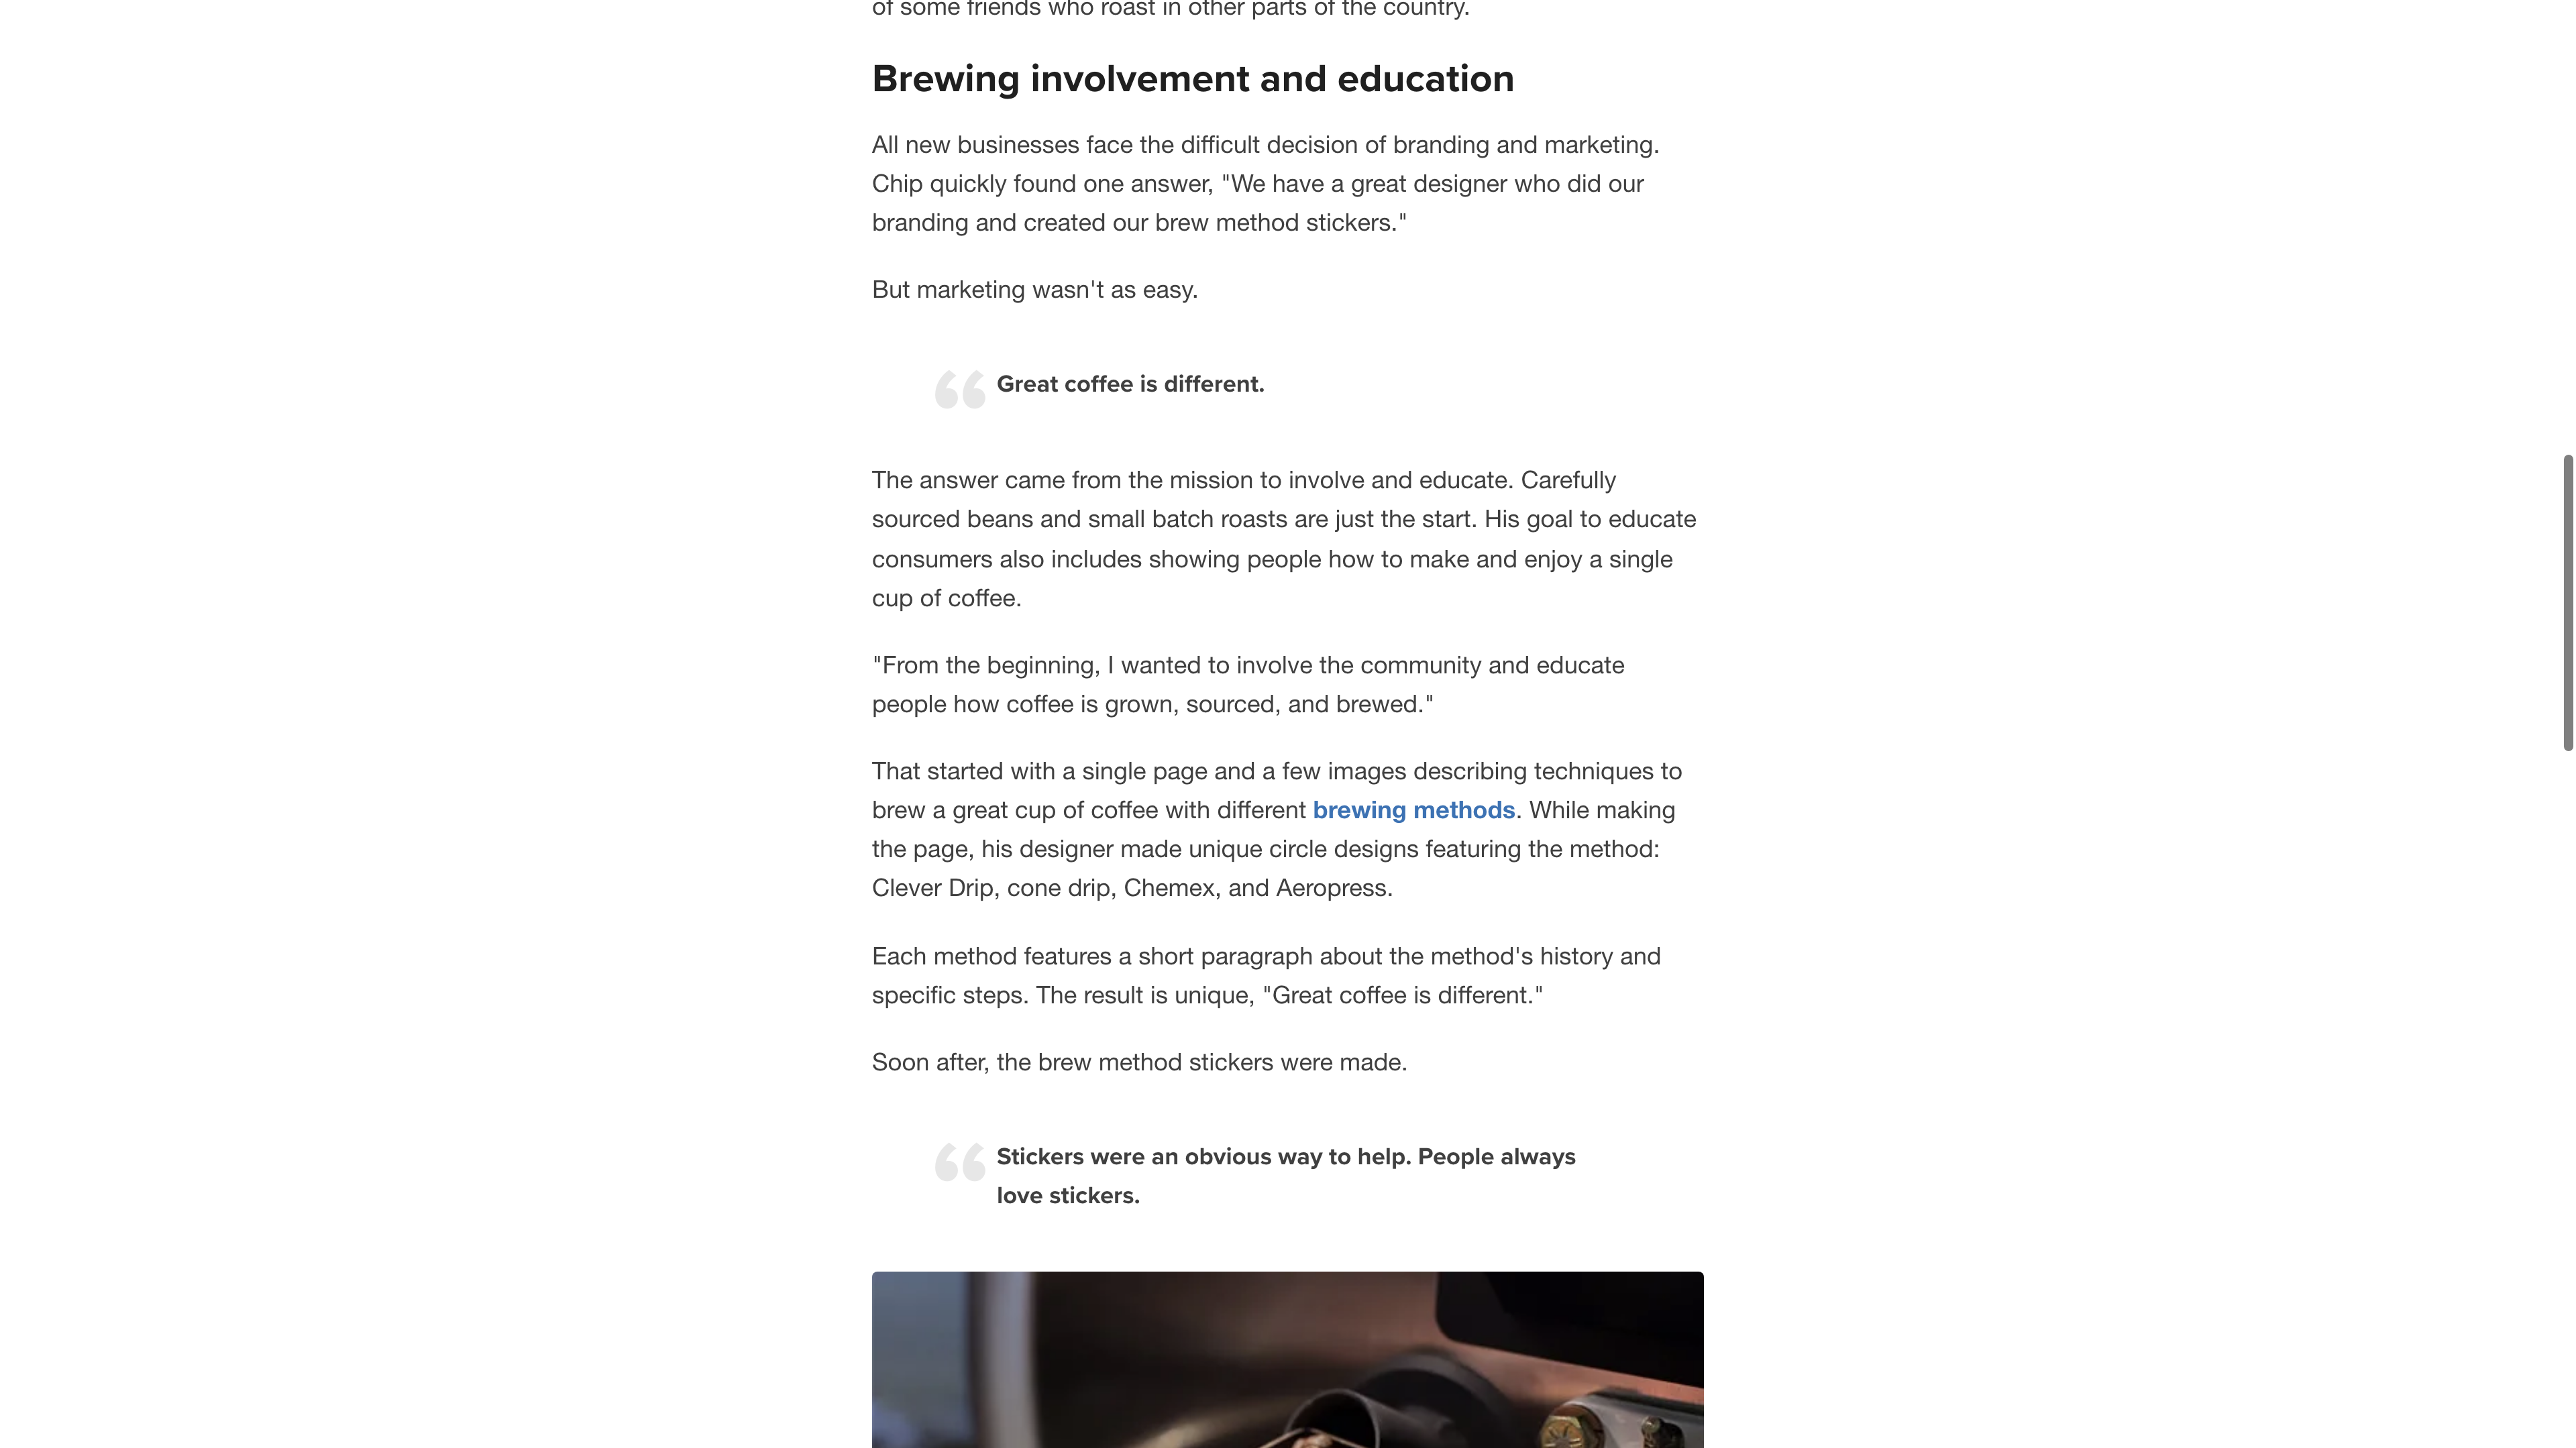 of some friends who roast in other parts of the country.
Brewing involvement and education
All new businesses face the difficult decision of branding and marketing.
Chip quickly found one answer, "We have a great designer who did our
branding and created our brew method stickers."
But marketing wasn't as easy.
Great coffee is different.
The answer came from the mission to involve and educate. Carefully
sourced beans and small batch roasts are just the start. His goal to educate
consumers also includes showing people how to make and enjoy a single
cup of coffee.
"From the beginning, I wanted to involve the community and educate
people how coffee is grown, sourced, and brewed."
That started with a single page and a few images describing techniques to
brew a great cup of coffee with different brewing methods. While making
the page, his designer made unique circle designs featuring the method:
Clever Drip, cone drip, Chemex, and Aeropress.
Each method features a short paragraph about the method's history and
specific steps. The result is unique, "Great coffee is different."
Soon after, the brew method stickers were made.
Stickers were an obvious way to help. People always
love stickers.